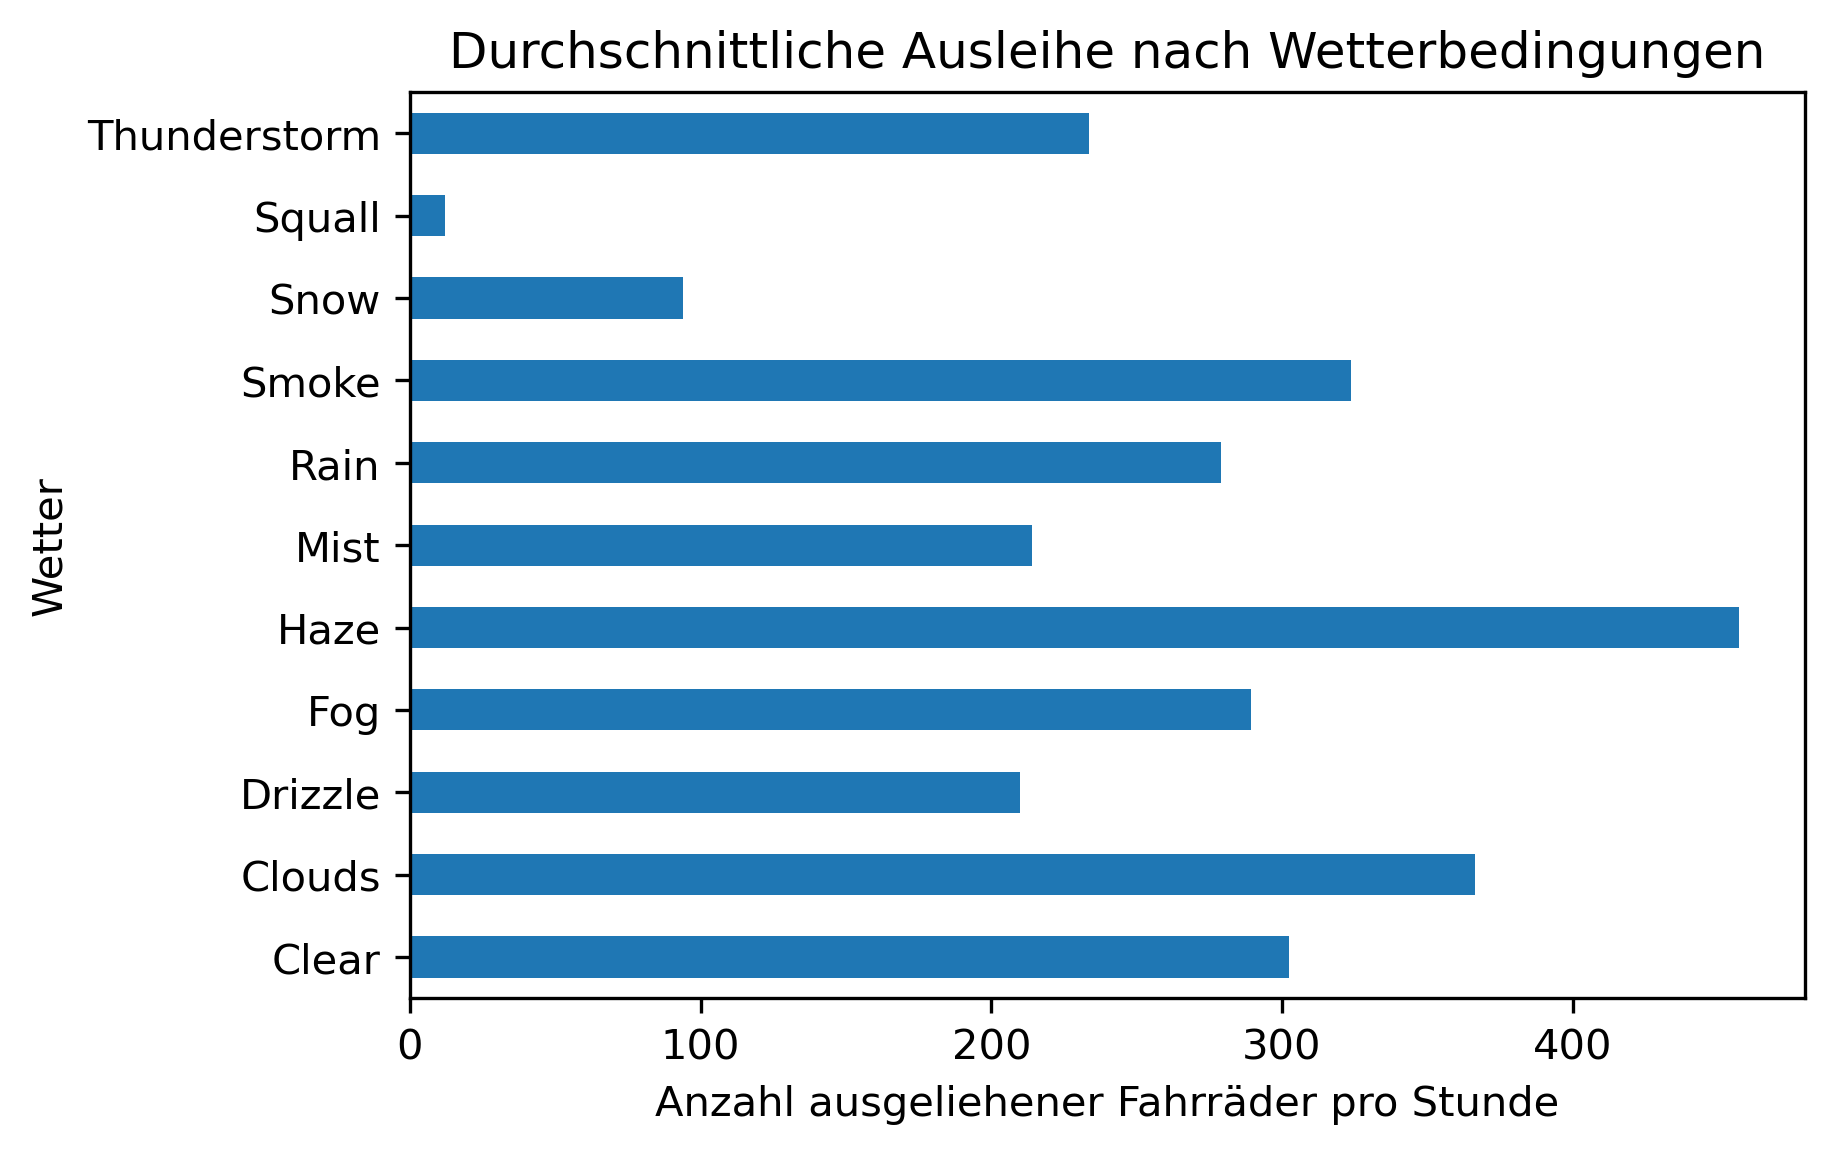 Durchschnittliche Ausleihe nach Wetterbedingungen
Thunderstorm
Squall
Snow
Smoke
Rain
Mist
Haze
Fog
Drizzle
Clouds
Clear
Wetter
0 100 200 300 400
Anzahl ausgeliehener Fahrräder pro Stunde